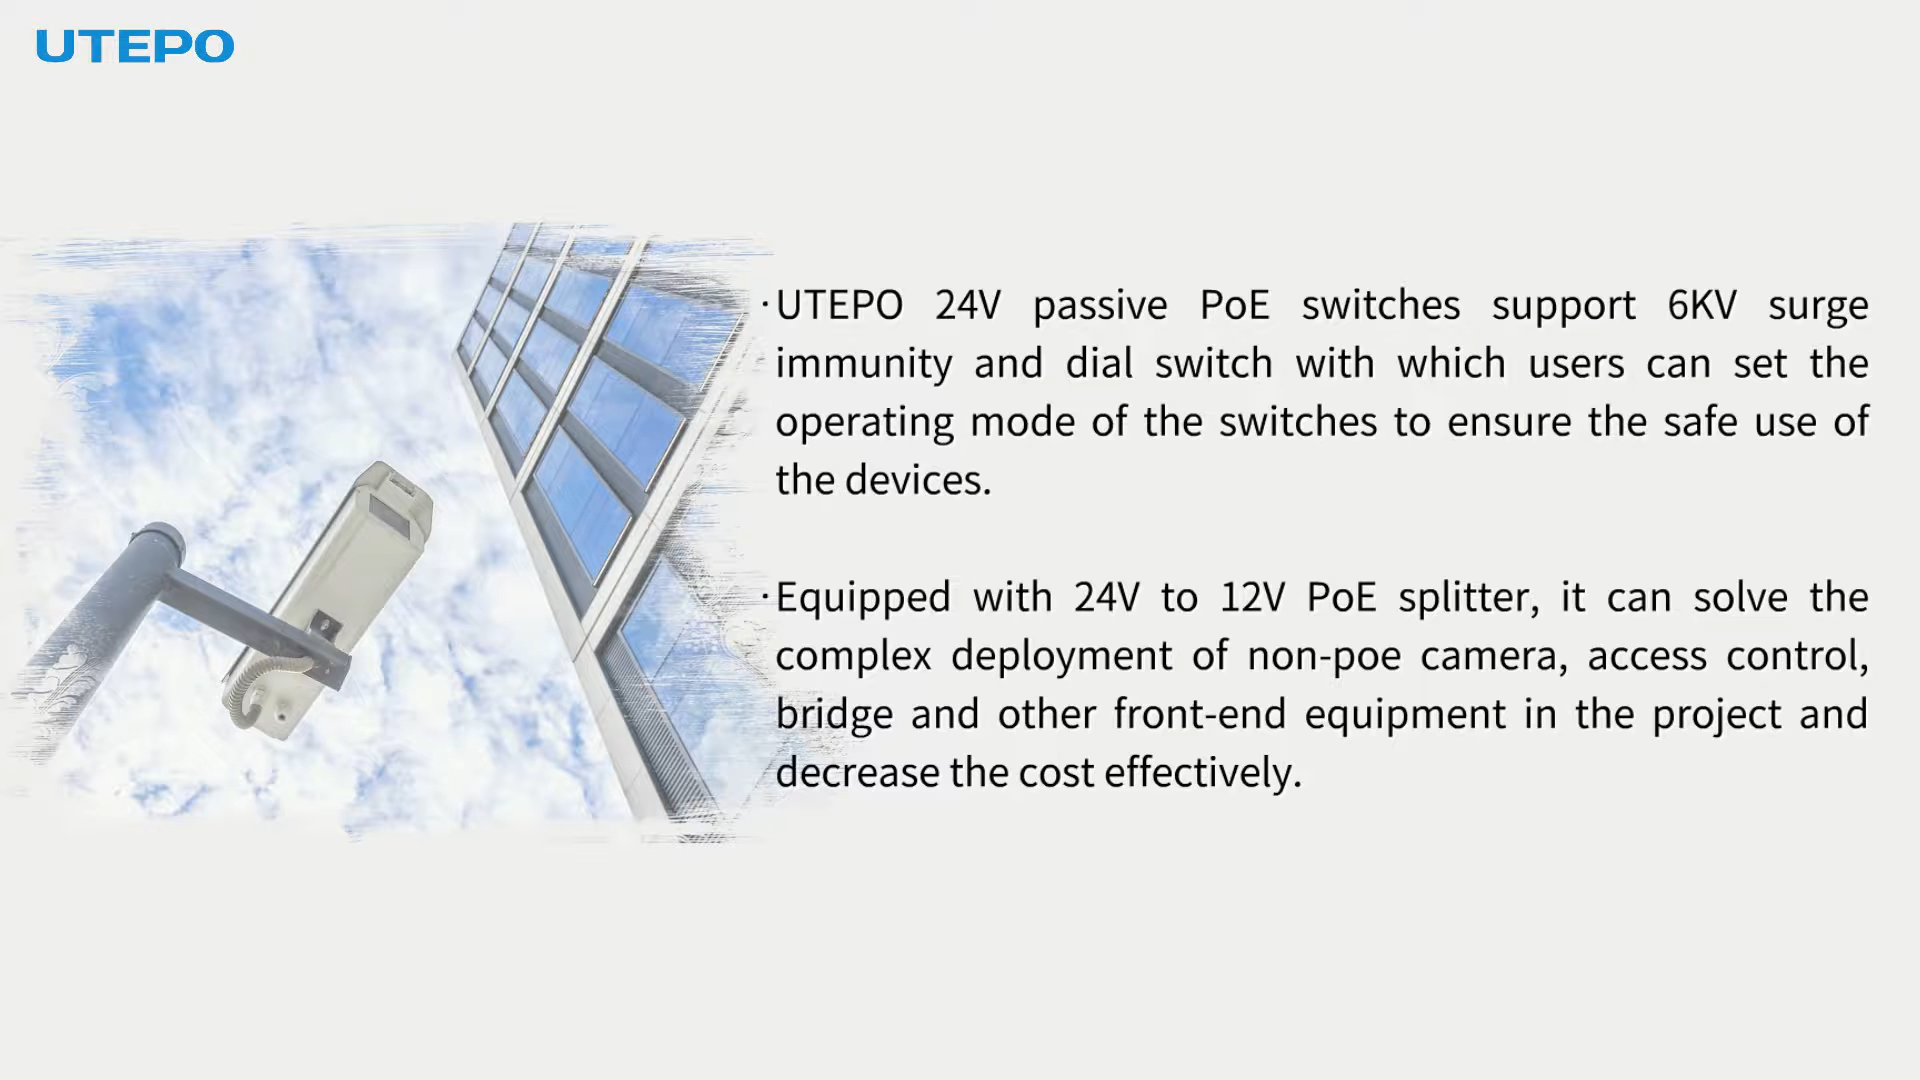 UTEPO
·UTEPO 24V passive PoE switches support 6KV surge
immunity and dial switch with which users can set the
operating mode of the switches to ensure the safe use of
the devices.
·Equipped with 24V to 12V PoE splitter, it can solve the
complex deployment of non-poe camera, access control,
bridge and other front-end equipment in the project and
decrease the cost effectively.